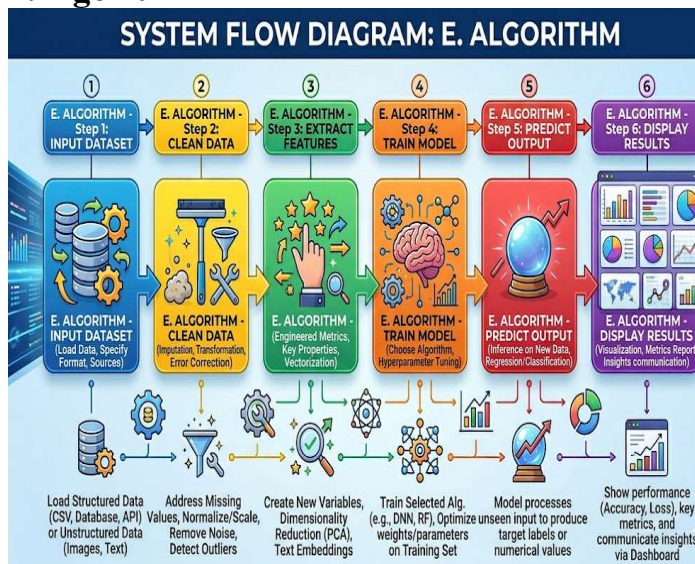 SYSTEM FLOW DIAGRAM: E. ALGORITHM
1
2
3
4
5
6
E. ALGORITHM -
Step 1:
INPUT DATASET
E. ALGORITHM -
Step 2:
CLEAN DATA
E. ALGORITHM -
Step 3: EXTRACT
FEATURES
E. ALGORITHM -
Step 4:
TRAIN MODEL
E. ALGORITHM -
Step 5: PREDICT
OUTPUT
E. ALGORITHM -
Step 6: DISPLAY
RESULTS
E. ALGORITHM -
INPUT DATASET
(Load Data, Specify
Format, Sources)
E. ALGORITHM -
CLEAN DATA
(Imputation, Transformation,
Error Correction)
E. ALGORITHM -
(Engineered Metrics,
Key Properties,
Vectorization)
E. ALGORITHM -
TRAIN MODEL
(Choose Algorithm,
Hyperparameter Tuning)
E. ALGORITHM -
PREDICT OUTPUT
(Inference on New Data,
Regression/Classification)
E. ALGORITHM -
DISPLAY RESULTS
(Visualization, Metrics Report
Insights communication)
Load Structured Data
(CSV, Database, API)
or Unstructured Data
(Images, Text)
Address Missing
Values, Normalize/Scale,
Remove Noise,
Detect Outliers
Create New Variables,
Dimensionality
Reduction (PCA),
Text Embeddings
Train Selected Alg.
(e.g., DNN, RF), Optimize
weights/parameters
on Training Set
Model processes
unseen input to produce
target labels or
numerical values
Show performance
(Accuracy, Loss), key
metrics, and
communicate insights
via Dashboard